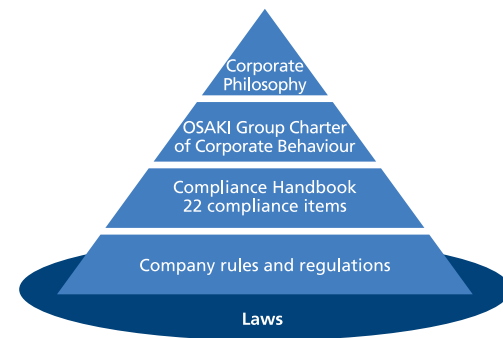 Corporate
Philosophy
OSAKI Group Charter
of Corporate Behaviour
Compliance Handbook
22 compliance items
Company rules and regulations
Laws